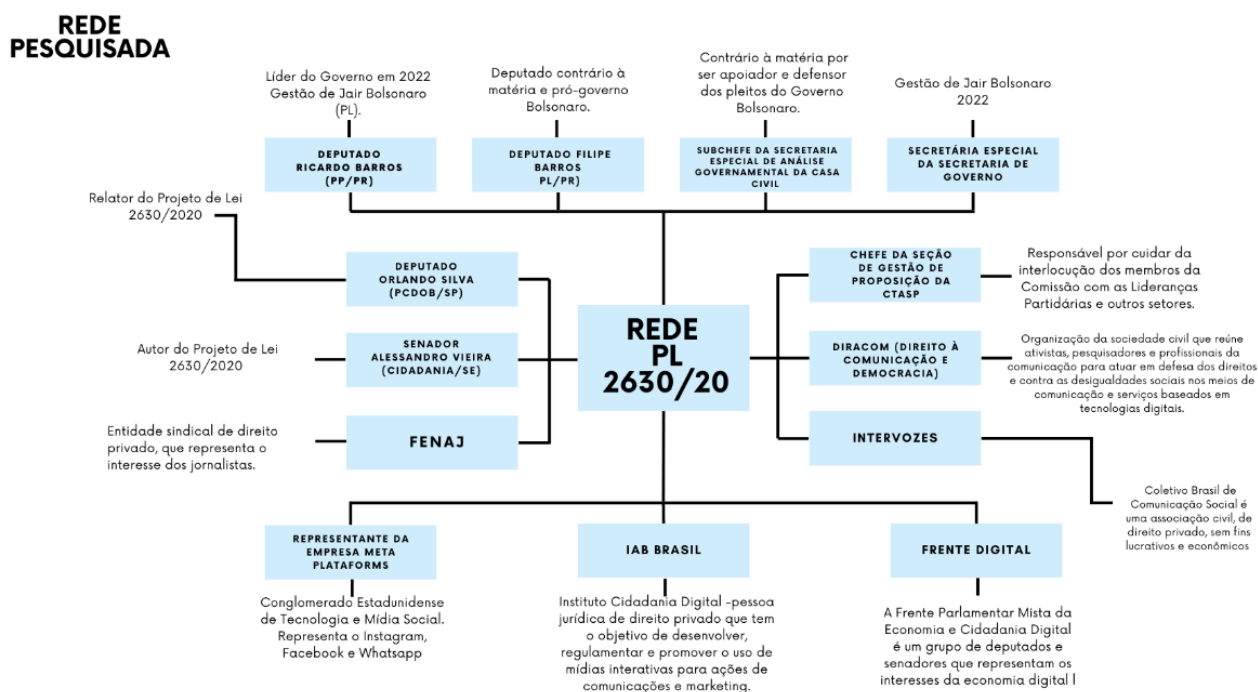 REDE
PESQUISADA
Líder do Governo em 2022
Gestão de Jair Bolsonaro
(PL).
Deputado contrário à
matéria e pró-governo
Bolsonaro.
Contrário à matéria por
ser apoiador e defensor
dos pleitos do Governo
Bolsonaro.
Gestão de Jair Bolsonaro
2022
DEPUTADO
RICARDO BARROS
(PP/PR)
DEPUTADO FILIPE
BARROS
PL/PR)
SUBCHEFE DA SECRETARIA
ESPECIAL DE ANÁLISE
GOVERNAMENTAL DA CASA
CIVIL
SECRETÁRIA ESPECIAL
DA SECRETARIA DE
GOVERNO
Relator do Projeto de Lei
2630/2020
DEPUTADO
ORLANDO SILVA
(PCDOB/SP)
Autor do Projeto de Lei
2630/2020
SENADOR
ALESSANDRO VIEIRA
(CIDADANIA/SE)
Entidade sindical de direito
privado, que representa o
interesse dos jornalistas.
FENAJ
REDE
PL
2630/20
CHEFE DA SEÇÃO
DE GESTÃO DE
PROPOSIÇÃO DA
CTASP
Responsável por cuidar da
interlocução dos membros da
Comissão com as Lideranças
Partidárias e outros setores.
DIRACOM (DIREITO À
COMUNICAÇÃO E
DEMOCRACIA)
Organização da sociedade civil que reúne
ativistas, pesquisadores e profissionais da
comunicação para atuar em defesa dos direitos
e contra as desigualdades sociais nos meios de
comunicação e serviços baseados em
tecnologias digitais.
INTERVOZES
Coletivo Brasil de
Comunicação Social é
uma associação civil, de
direito privado, sem fins
lucrativos e econômicos
REPRESENTANTE DA
EMPRESA META
PLATAFORMS
IAB BRASIL
FRENTE DIGITAL
Conglomerado Estadunidense
de Tecnologia e Mídia Social.
Representa o Instagram,
Facebook e Whatsapp
Instituto Cidadania Digital -pessoa
jurídica de direito privado que tem
o objetivo de desenvolver,
regulamentar e promover o uso de
mídias interativas para ações de
comunicações e marketing.
A Frente Parlamentar Mista da
Economia e Cidadania Digital
é um grupo de deputados e
senadores que representam os
interesses da economia digital l